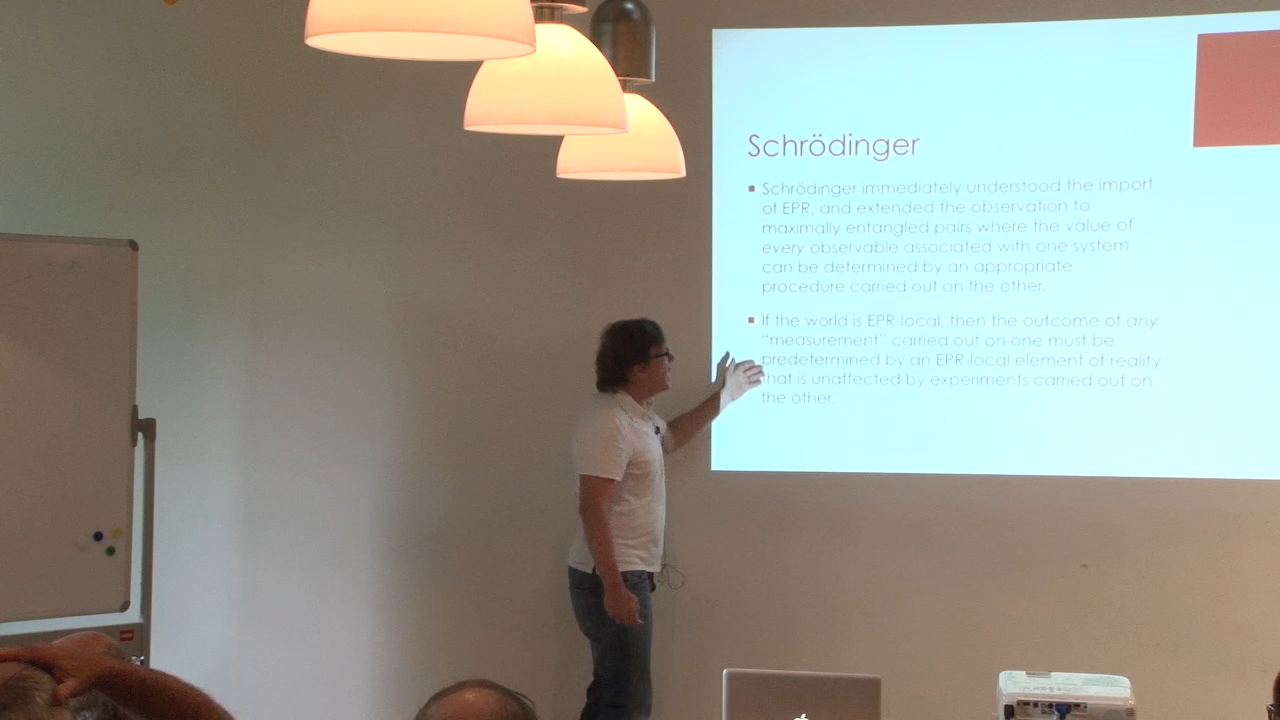 Schrödinger
Schrödinger immediately understood the import
of EPR, and extended the observation to
maximally entangled pairs where the value of
every observable associated with one system
can be determined by an appropriate
procedure carried out on the other.
If the world is EPR-local, then the outcome of any
"measurement" carried out on one must be
predetermined by an EPR-local element of reality
that is unaffected by experiments carried out on
the other.